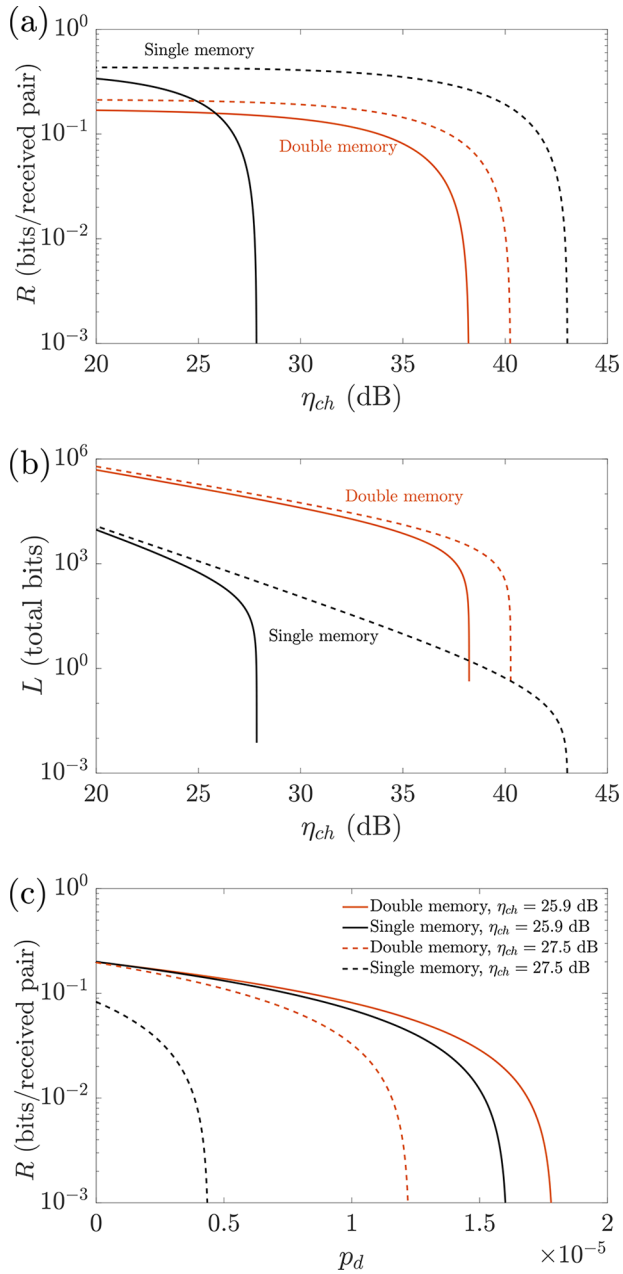 (a)
10^0
10^-1
10^-2
10^-3
R (bits/received pair)
Single memory
Double memory
20 25 30 35 40 45
η_ch (dB)
(b)
10^6
10^3
10^0
10^-3
L (total bits)
Double memory
Single memory
20 25 30 35 40 45
η_ch (dB)
(c)
10^0
10^-1
10^-2
10^-3
R (bits/received pair)
Double memory, η_ch = 25.9 dB
Single memory, η_ch = 25.9 dB
Double memory, η_ch = 27.5 dB
Single memory, η_ch = 27.5 dB
0 0.5 1 1.5 2
p_d
×10^-5